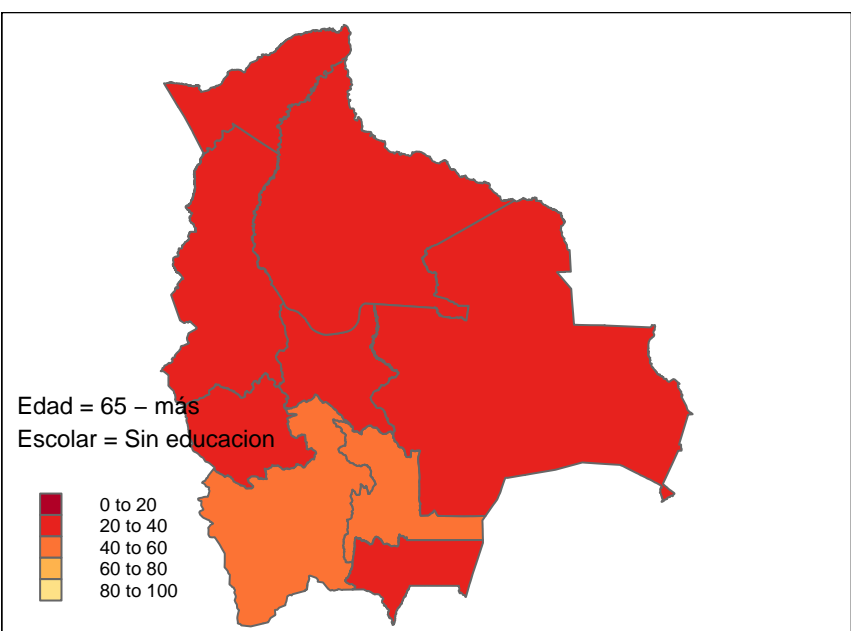 Edad = 65 – más
Escolar = Sin educacion
0 to 20
20 to 40
40 to 60
60 to 80
80 to 100